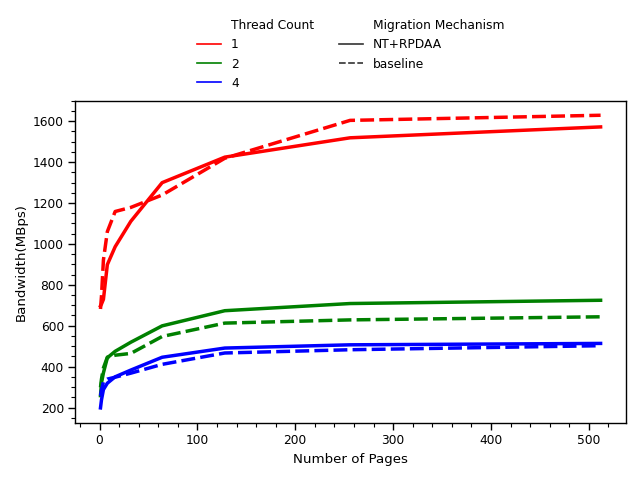 Thread Count
1
2
4
Migration Mechanism
NT+RPDAA
baseline
Bandwidth(MBps)
1600
1400
1200
1000
800
600
400
200
0 100 200 300 400 500
Number of Pages